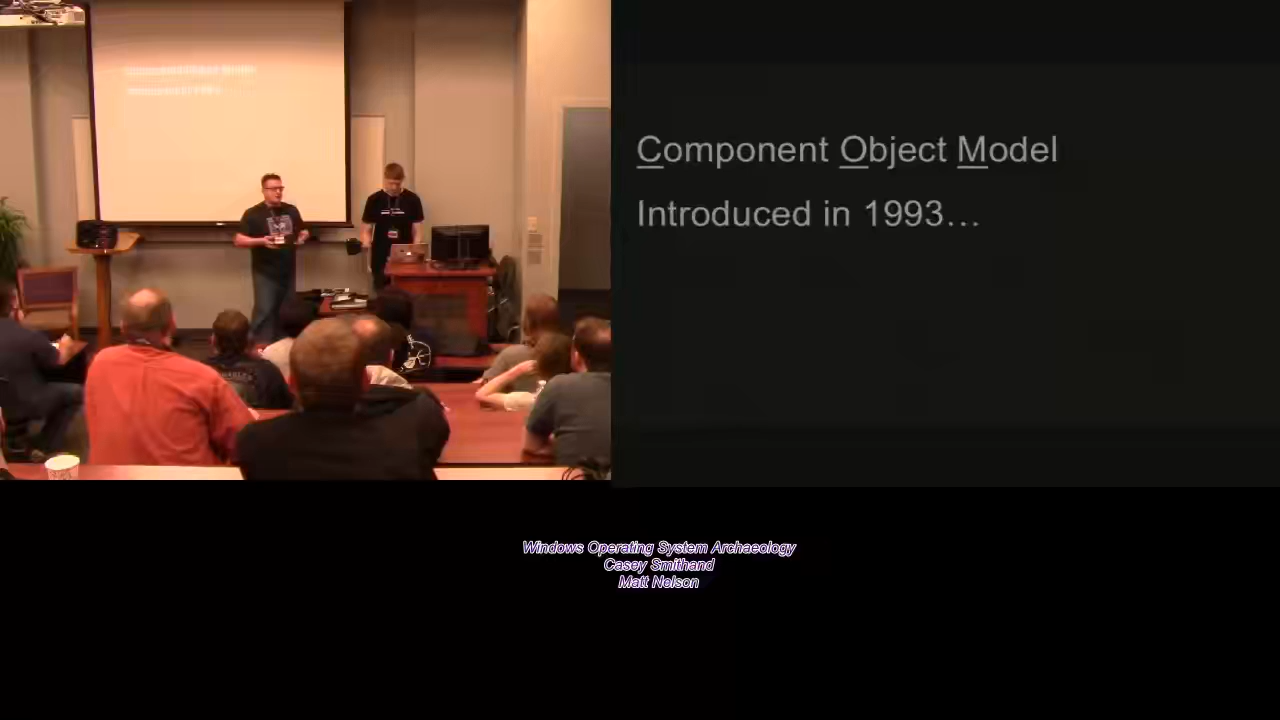 Component Object Model
Introduced in 1993...
Windows Operating System Archaeology
Casey Smithand
Matt Nelson